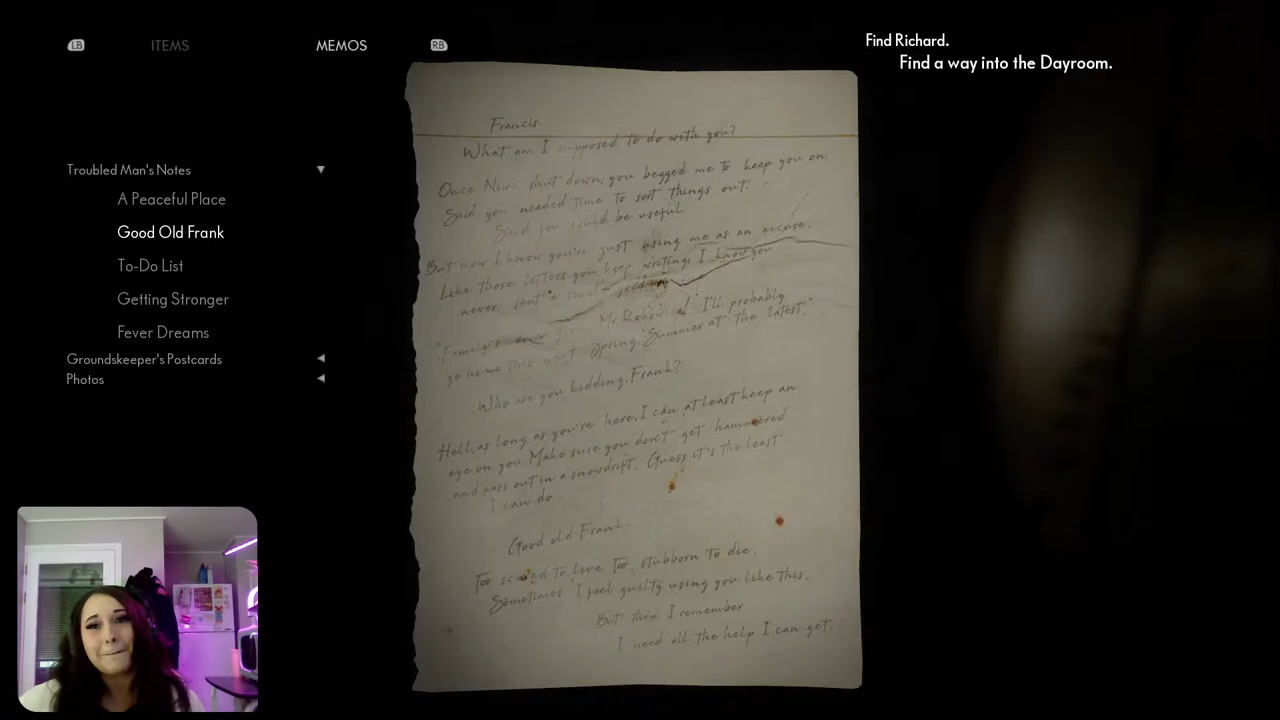 LB
ITEMS
MEMOS
RB
Find Richard.
Find a way into the Dayroom.
Troubled Man's Notes
A Peaceful Place
Good Old Frank
To-Do List
Getting Stronger
Fever Dreams
Groundskeeper's Postcards
Photos
Francis.
What am I supposed to do with you?
Once Niwa shut down, you begged me to keep you on.
Said you needed time to sort things out.
Said you could be useful.
But now I know you're just using me as an excuse.
Like those letters you keep writing. I know you
never sent a
"Family's Mr. Rekowicz! I'll probably
go home this next Spring. Summer at the latest."
Who are you kidding, Frank?
Hell, as long as you're here, I can at least keep an
eye on you. Make sure you don't get hammered
and pass out in a snowdrift. Guess it's the least
I can do.
Good old Frank.
Too scared to live. Too, stubborn to die.
Sometimes I feel guilty using you like this.
But then I remember
I need all the help I can get.